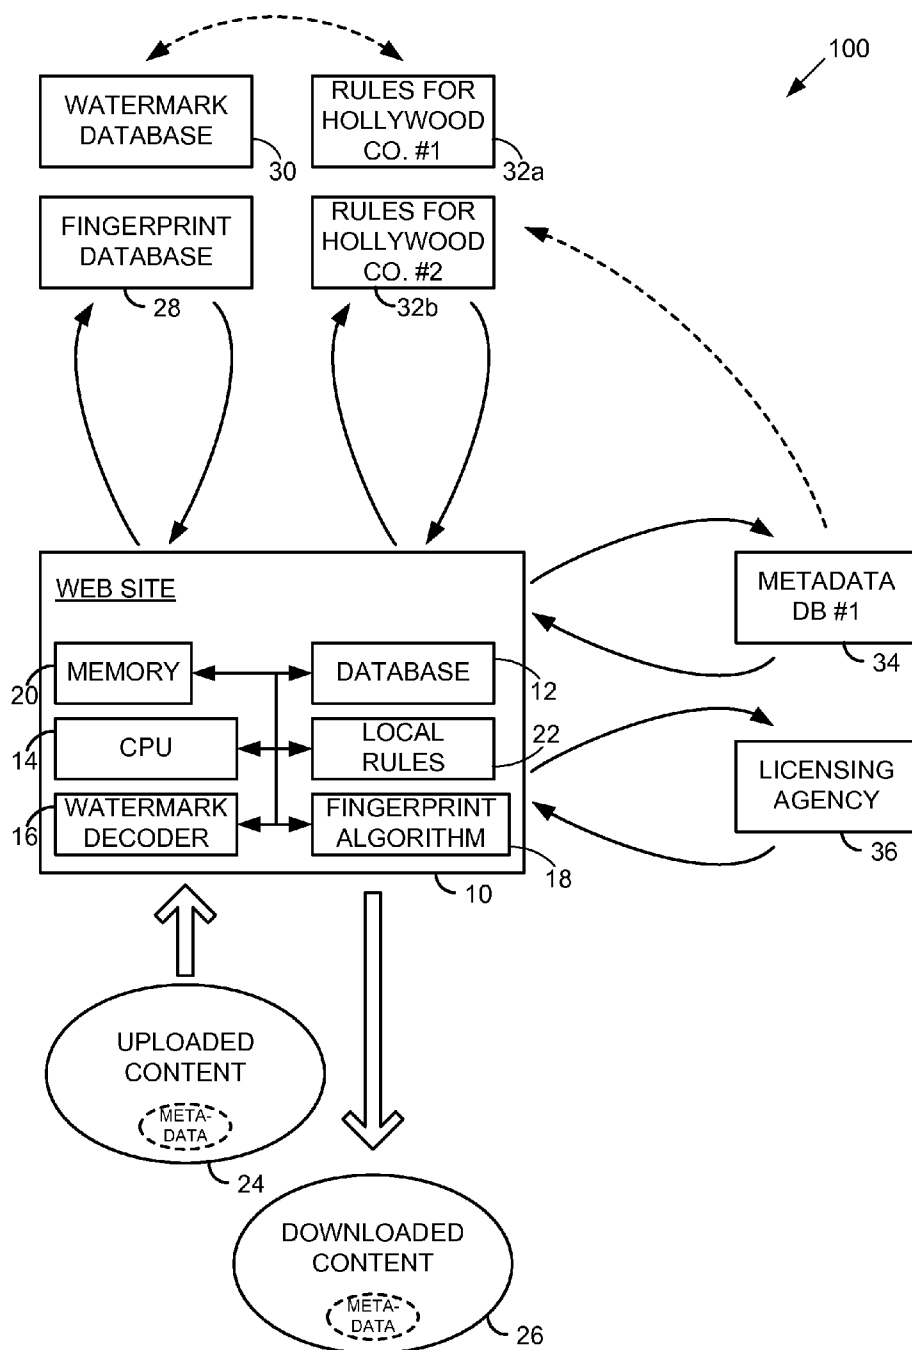 100
WATERMARK
DATABASE
30
RULES FOR
HOLLYWOOD
CO. #1
32a
FINGERPRINT
DATABASE
28
RULES FOR
HOLLYWOOD
CO. #2
32b
WEB SITE
MEMORY
20
DATABASE
12
CPU
14
LOCAL
RULES
22
WATERMARK
DECODER
16
FINGERPRINT
ALGORITHM
18
10
METADATA
DB #1
34
LICENSING
AGENCY
36
UPLOADED
CONTENT
META-
DATA
24
DOWNLOADED
CONTENT
META-
DATA
26